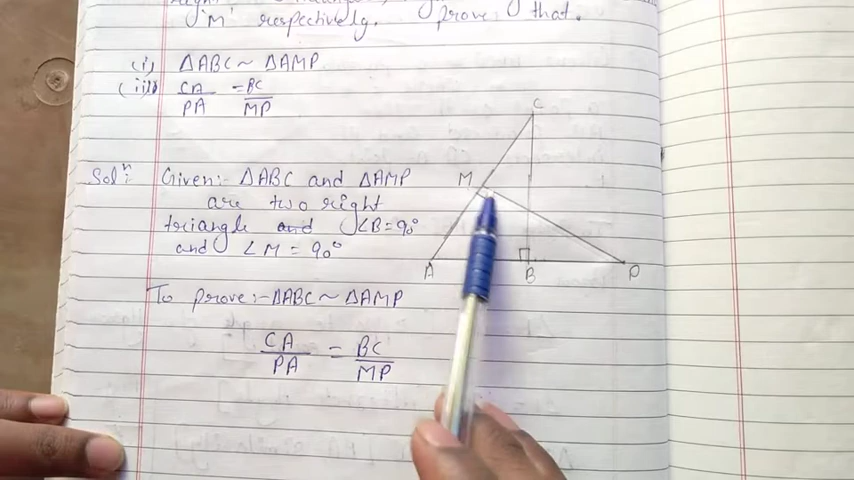 'M' respectively. prove that.
(i) ΔABC ~ ΔAMP
(ii) CA/PA = BC/MP
Solⁿ: Given:- ΔABC and ΔAMP
are two right
triangle and ∠B=90°
and ∠M = 90°
To prove:- ΔABC ~ ΔAMP
CA/PA = BC/MP
C
M
A
B
P